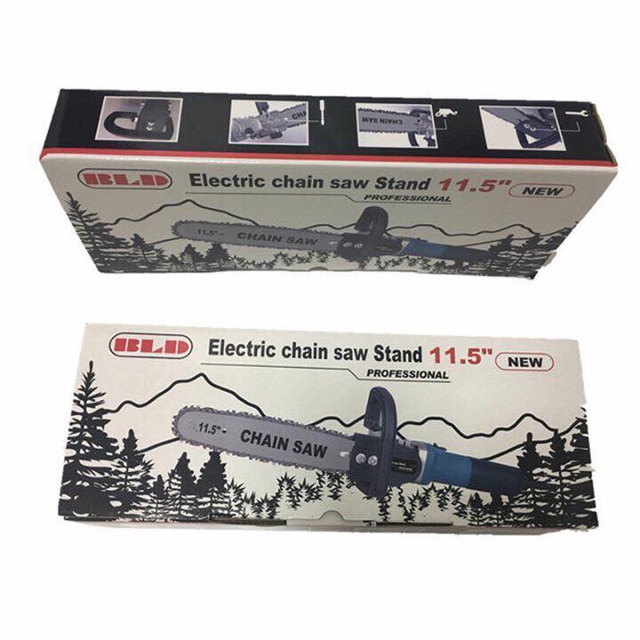 CHAIN SAW
BLD Electric chain saw Stand 11.5" NEW
PROFESSIONAL
11.5"
CHAIN SAW
BLD Electric chain saw Stand 11.5" NEW
PROFESSIONAL
11.5"
CHAIN SAW